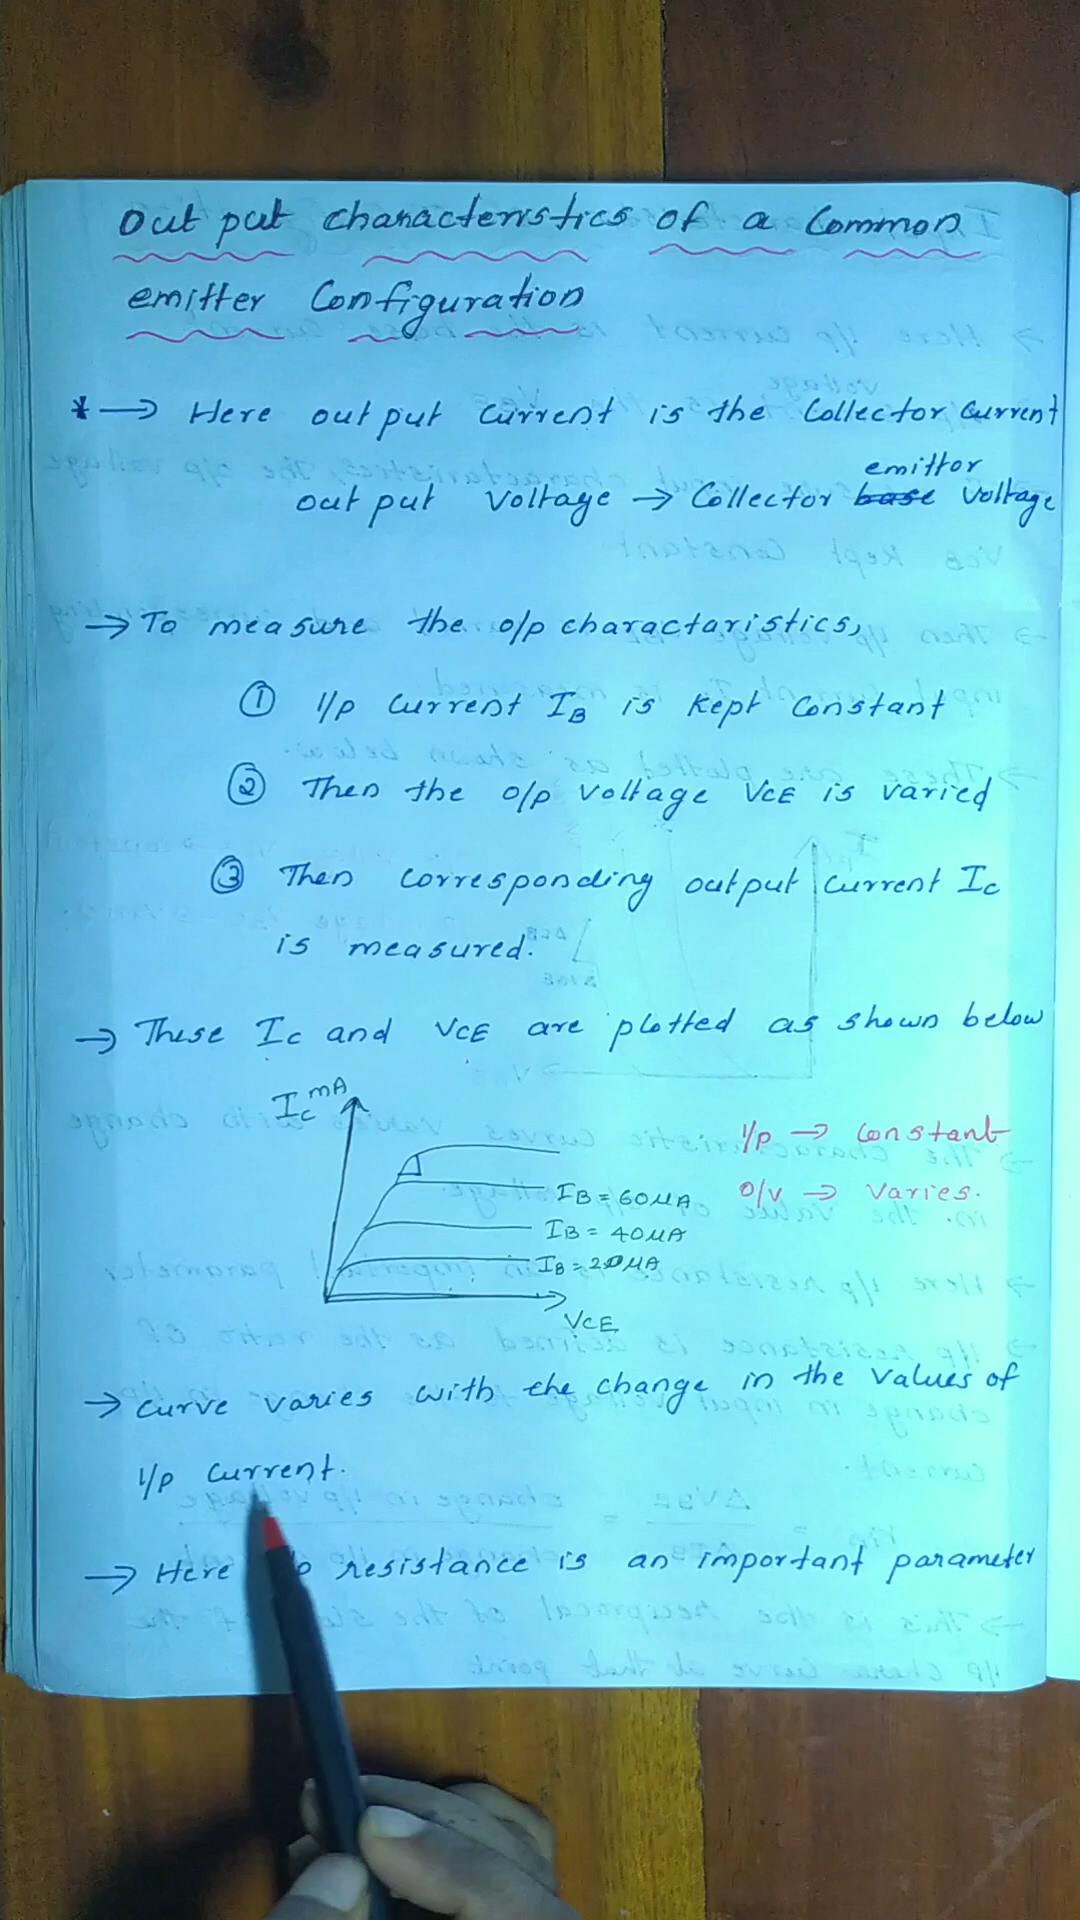 Out put characteristics of a Common
emitter Configuration
*→ Here out put current is the Collector Current
emittor
out put voltage → Collector base voltage
→ To measure the o/p charactaristics,
① I/p Current IB is kept Constant
② Then the o/p voltage VCE is varied
③ Then corresponding output current Ic
is measured.
→ These Ic and VCE are plotted as shown below
Ic mA
I/p → constant
IB = 60μA
O/V → Varies.
IB = 40μA
IB = 20μA
VCE
→ curve varies with the change in the values of
I/p current.
→ Here resistance is an important parameter